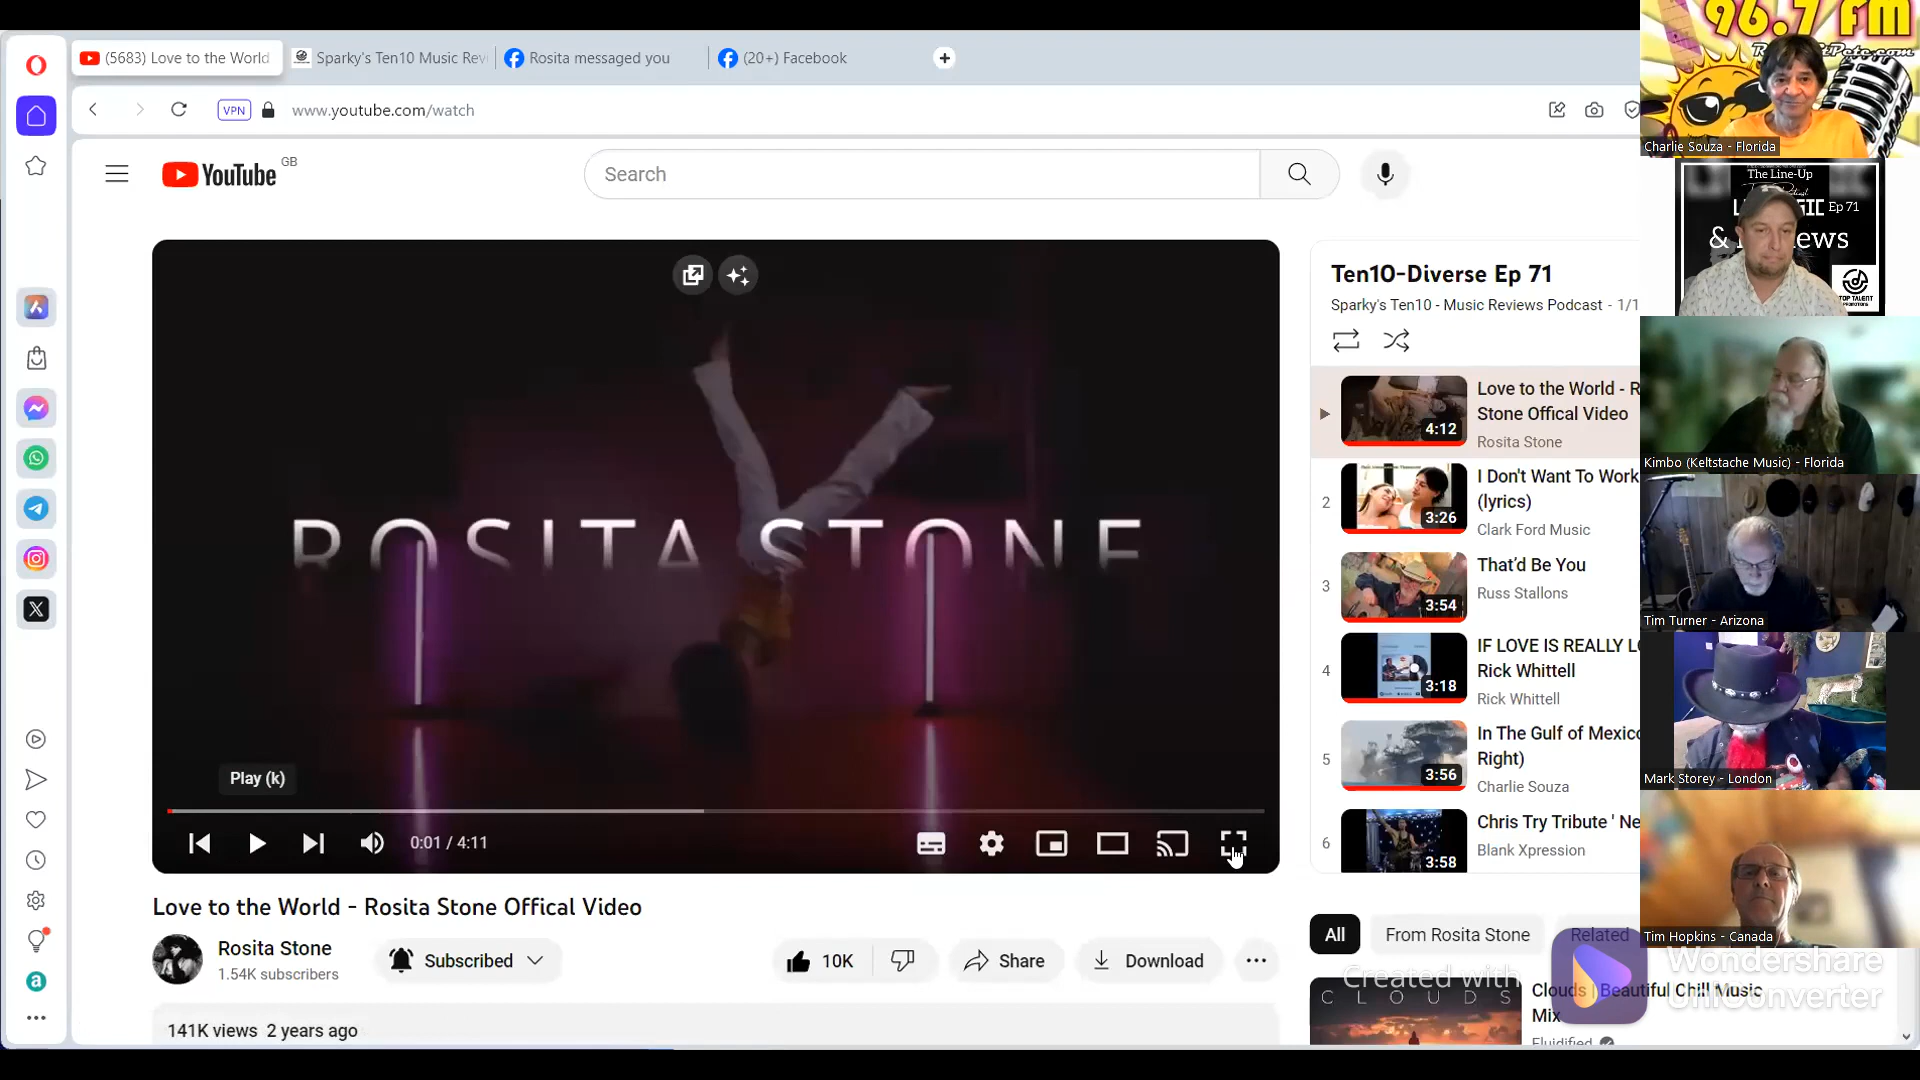 (5683) Love to the World
Sparky's Ten10 Music Rev
Rosita messaged you
(20+) Facebook
VPN
www.youtube.com/watch
YouTube
GB
Search
ROSITA STONE
Play (k)
0:01 / 4:11
Love to the World - Rosita Stone Offical Video
Rosita Stone
1.54K subscribers
Subscribed
10K
Share
Download
141K views 2 years ago
Ten10-Diverse Ep 71
Sparky's Ten10 - Music Reviews Podcast - 1/1
Love to the World - R
Stone Offical Video
Rosita Stone
4:12
2
I Don't Want To Work
(lyrics)
Clark Ford Music
3:26
3
That'd Be You
Russ Stallons
3:54
4
IF LOVE IS REALLY L
Rick Whittell
Rick Whittell
3:18
5
In The Gulf of Mexico
Right)
Charlie Souza
3:56
6
Chris Try Tribute ' Ne
Blank Xpression
3:58
All
From Rosita Stone
Related
CLOUDS
Clouds | Beautiful Chill Music
Mix
Fluidified
96.7 FM
Charlie Souza - Florida
The Line-Up
Ep 71
&
TOP TALENT
Kimbo (Keltstache Music) - Florida
Tim Turner - Arizona
Mark Storey - London
Tim Hopkins - Canada
Created with
Wondershare
UniConverter